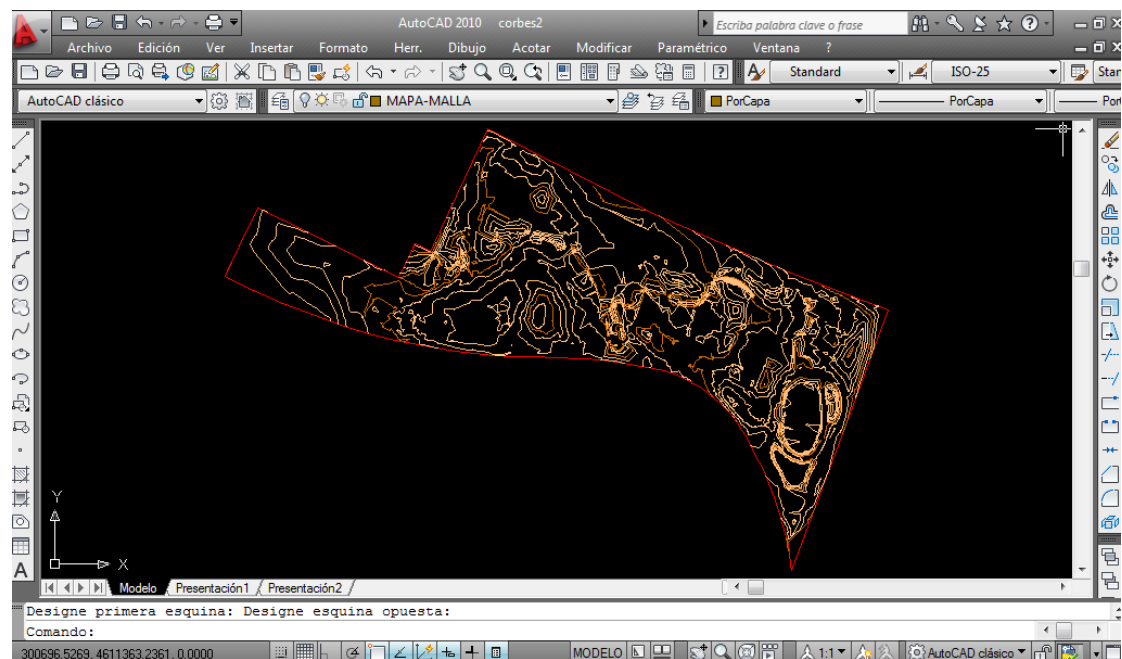 AutoCAD 2010 corbes2
Escriba palabra clave o frase
Archivo Edición Ver Insertar Formato Herr. Dibujo Acotar Modificar Paramétrico Ventana ?
Standard ISO-25 Stan
AutoCAD clásico MAPA-MALLA PorCapa PorCapa Por
Y
X
A
Modelo Presentación1 Presentación2
Designe primera esquina: Designe esquina opuesta:
Comando:
300696.5269, 4611363.2361, 0.0000 MODELO 1:1 AutoCAD clásico